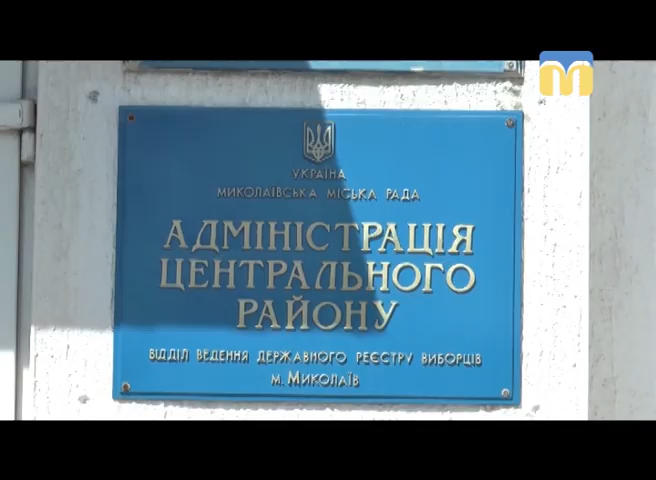 М
УКРАЇНА
МИКОЛАЇВСЬКА МІСЬКА РАДА
АДМІНІСТРАЦІЯ
ЦЕНТРАЛЬНОГО
РАЙОНУ
ВІДДІЛ ВЕДЕННЯ ДЕРЖАВНОГО РЕЄСТРУ ВИБОРЦІВ
М. МИКОЛАЇВ